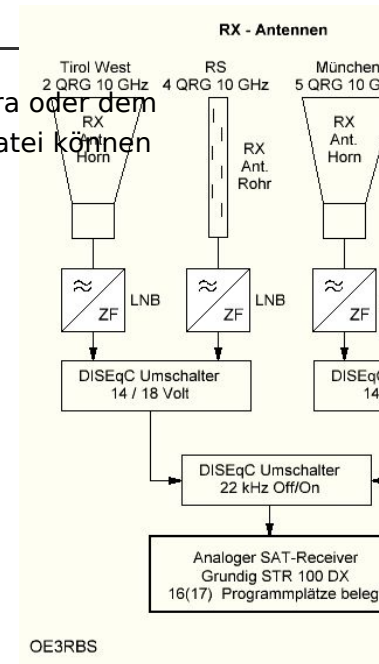 RX - Antennen
Tirol West
2 QRG 10 GHz
RS
4 QRG 10 GHz
München
5 QRG 10 G
ra oder dem
atei können
RX
Ant.
Horn
RX
Ant.
Rohr
RX
Ant.
Horn
ZF
LNB
ZF
LNB
ZF
DISEqC Umschalter
14 / 18 Volt
DISEqC
14
DISEqC Umschalter
22 kHz Off/On
Analoger SAT-Receiver
Grundig STR 100 DX
16(17) Programmplätze beleg
OE3RBS